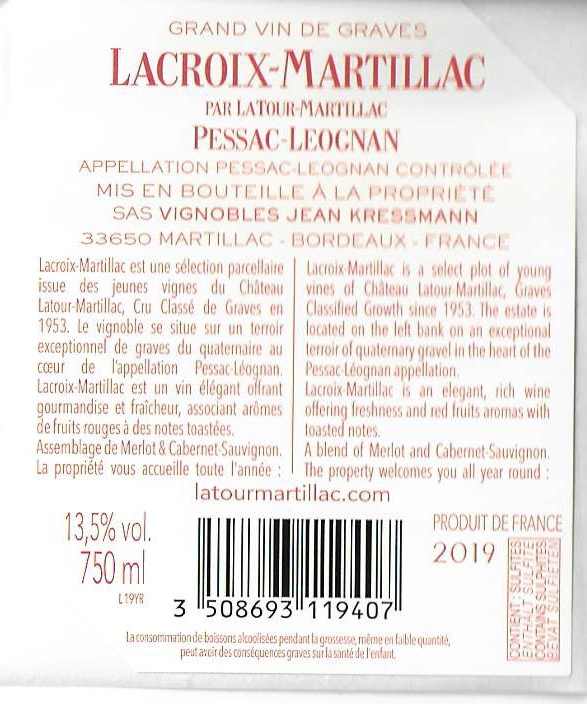 GRAND VIN DE GRAVES
LACROIX-MARTILLAC
PAR LATOUR-MARTILLAC
PESSAC-LEOGNAN
APPELLATION PESSAC-LEOGNAN CONTRÔLÉE
MIS EN BOUTEILLE À LA PROPRIÉTÉ
SAS VIGNOBLES JEAN KRESSMANN
33650 MARTILLAC - BORDEAUX - FRANCE
Lacroix-Martillac est une sélection parcellaire
issue des jeunes vignes du Château
Latour-Martillac, Cru Classé de Graves en
1953. Le vignoble se situe sur un terroir
exceptionnel de graves du quaternaire au
cœur de l'appellation Pessac-Léognan.
Lacroix-Martillac est un vin élégant offrant
gourmandise et fraîcheur, associant arômes
de fruits rouges à des notes toastées.
Assemblage de Merlot & Cabernet-Sauvignon.
La propriété vous accueille toute l'année :
Lacroix-Martillac is a select plot of young
vines of Château Latour-Martillac, Graves
Classified Growth since 1953. The estate is
located on the left bank on an exceptional
terroir of quaternary gravel in the heart of the
Pessac-Léognan appellation.
Lacroix-Martillac is an elegant, rich wine
offering freshness and red fruits aromas with
toasted notes.
A blend of Merlot and Cabernet-Sauvignon.
The property welcomes you all year round :
latourmartillac.com
13,5% vol.
750 ml
L19YR
3 508693 119407
PRODUIT DE FRANCE
2019
CONTIENT : SULFITES
ENTHÄLT SULFITE
CONTAINS SULPHITES
BEVAT SULFIETEN
La consommation de boissons alcoolisées pendant la grossesse, même en faible quantité,
peut avoir des conséquences graves sur la santé de l'enfant.